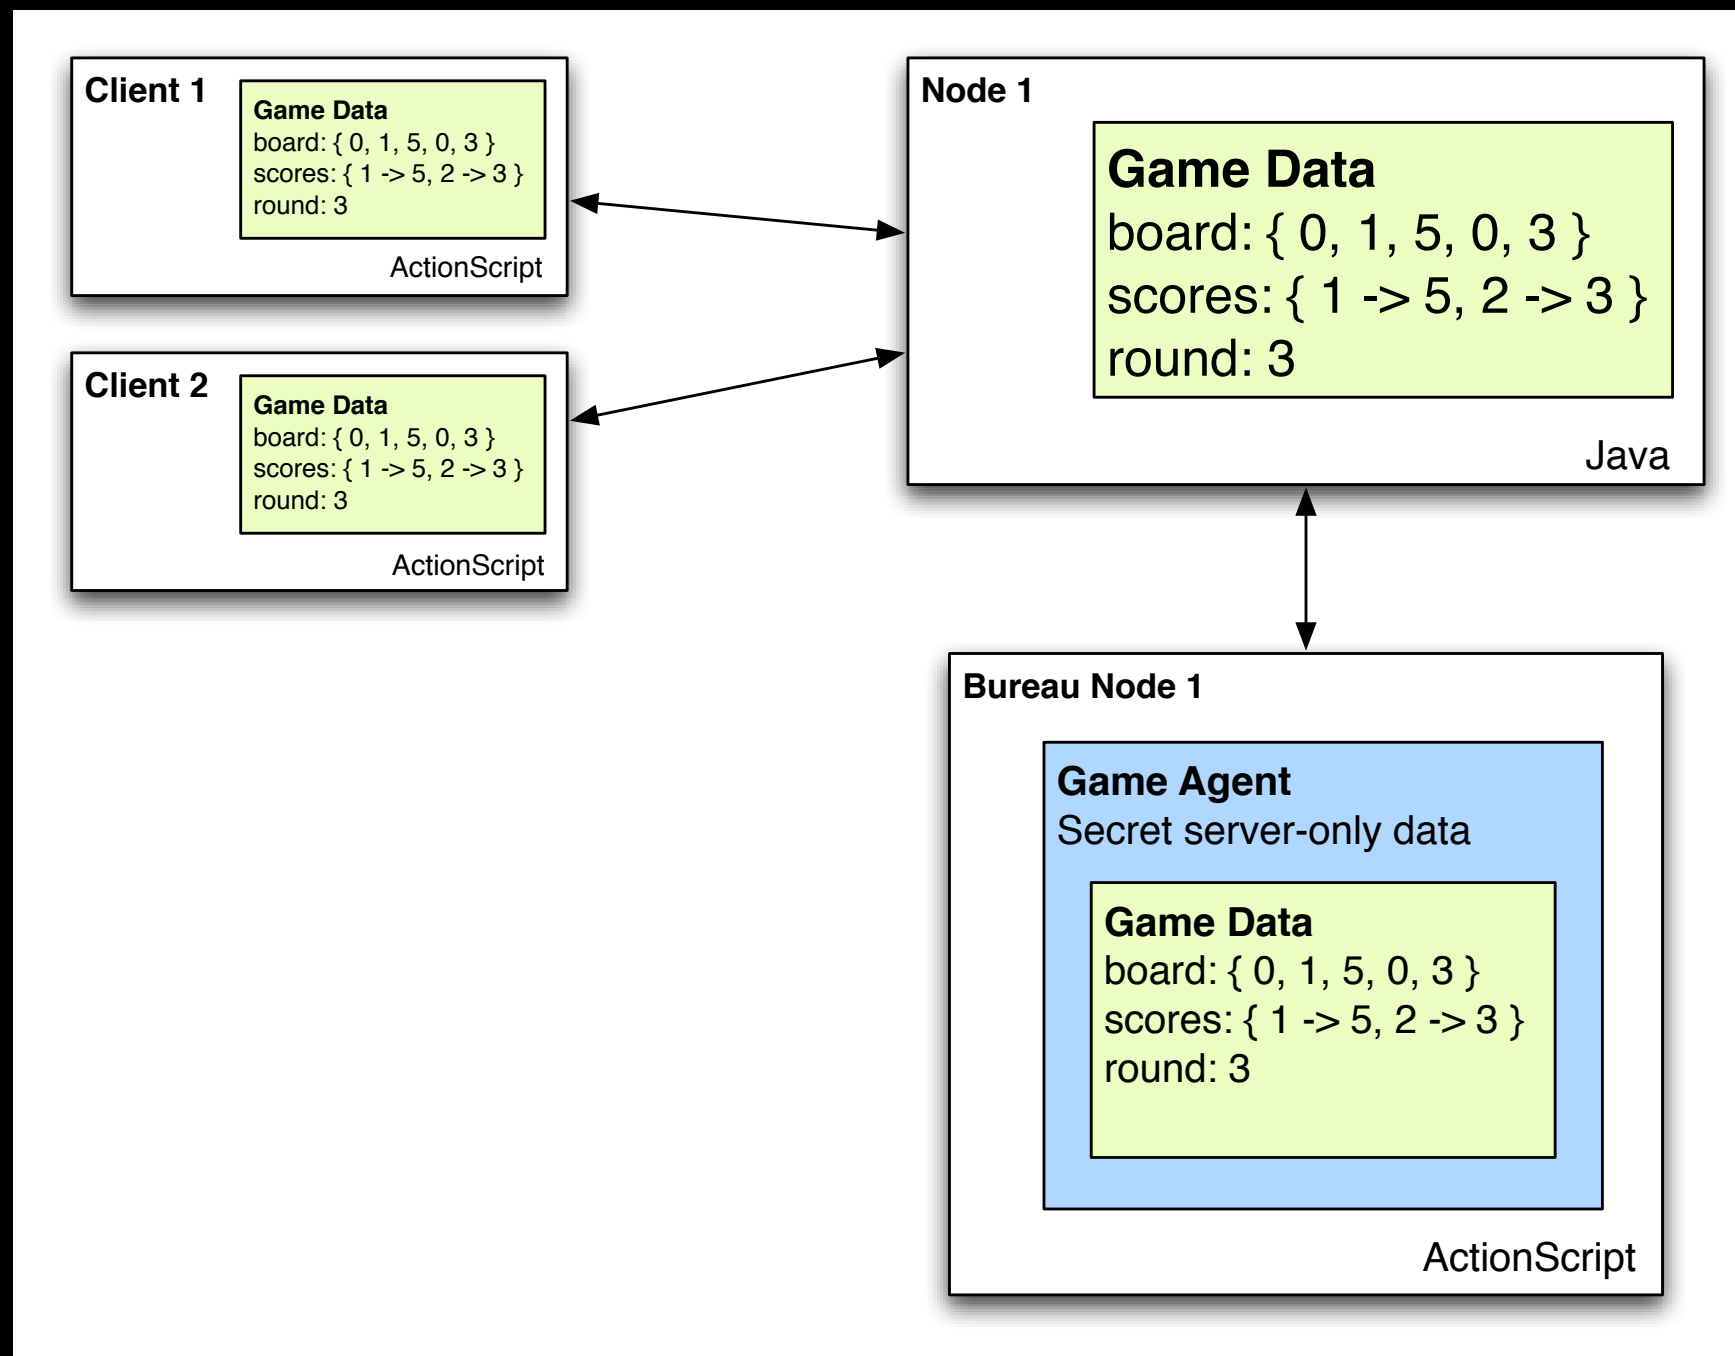 Client 1
Game Data
board: { 0, 1, 5, 0, 3 }
scores: { 1 -> 5, 2 -> 3 }
round: 3
ActionScript
Client 2
Game Data
board: { 0, 1, 5, 0, 3 }
scores: { 1 -> 5, 2 -> 3 }
round: 3
ActionScript
Node 1
Game Data
board: { 0, 1, 5, 0, 3 }
scores: { 1 -> 5, 2 -> 3 }
round: 3
Java
Bureau Node 1
Game Agent
Secret server-only data
Game Data
board: { 0, 1, 5, 0, 3 }
scores: { 1 -> 5, 2 -> 3 }
round: 3
ActionScript